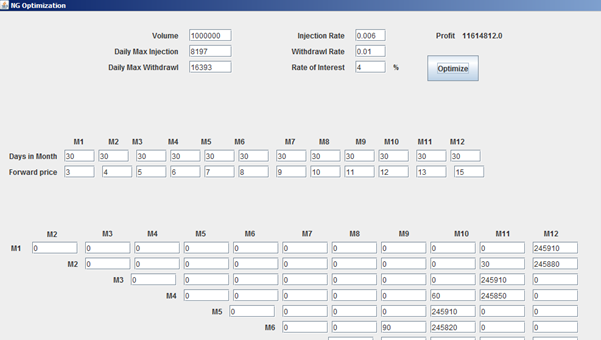 NG Optimization
Volume 1000000 Injection Rate 0.006 Profit 11614812.0
Daily Max Injection 8197 Withdrawl Rate 0.01
Daily Max Withdrawl 16393 Rate of Interest 4 % Optimize
M1 M2 M3 M4 M5 M6 M7 M8 M9 M10 M11 M12
Days in Month 30 30 30 30 30 30 30 30 30 30 30 30
Forward price 3 4 5 6 7 8 9 10 11 12 13 15
M2 M3 M4 M5 M6 M7 M8 M9 M10 M11 M12
M1 0 0 0 0 0 0 0 0 0 0 245910
M2 0 0 0 0 0 0 0 0 30 245880
M3 0 0 0 0 0 0 0 245910 0
M4 0 0 0 0 0 60 245850
M5 0 0 0 0 245910 0 0
M6 0 0 90 245820 0 0